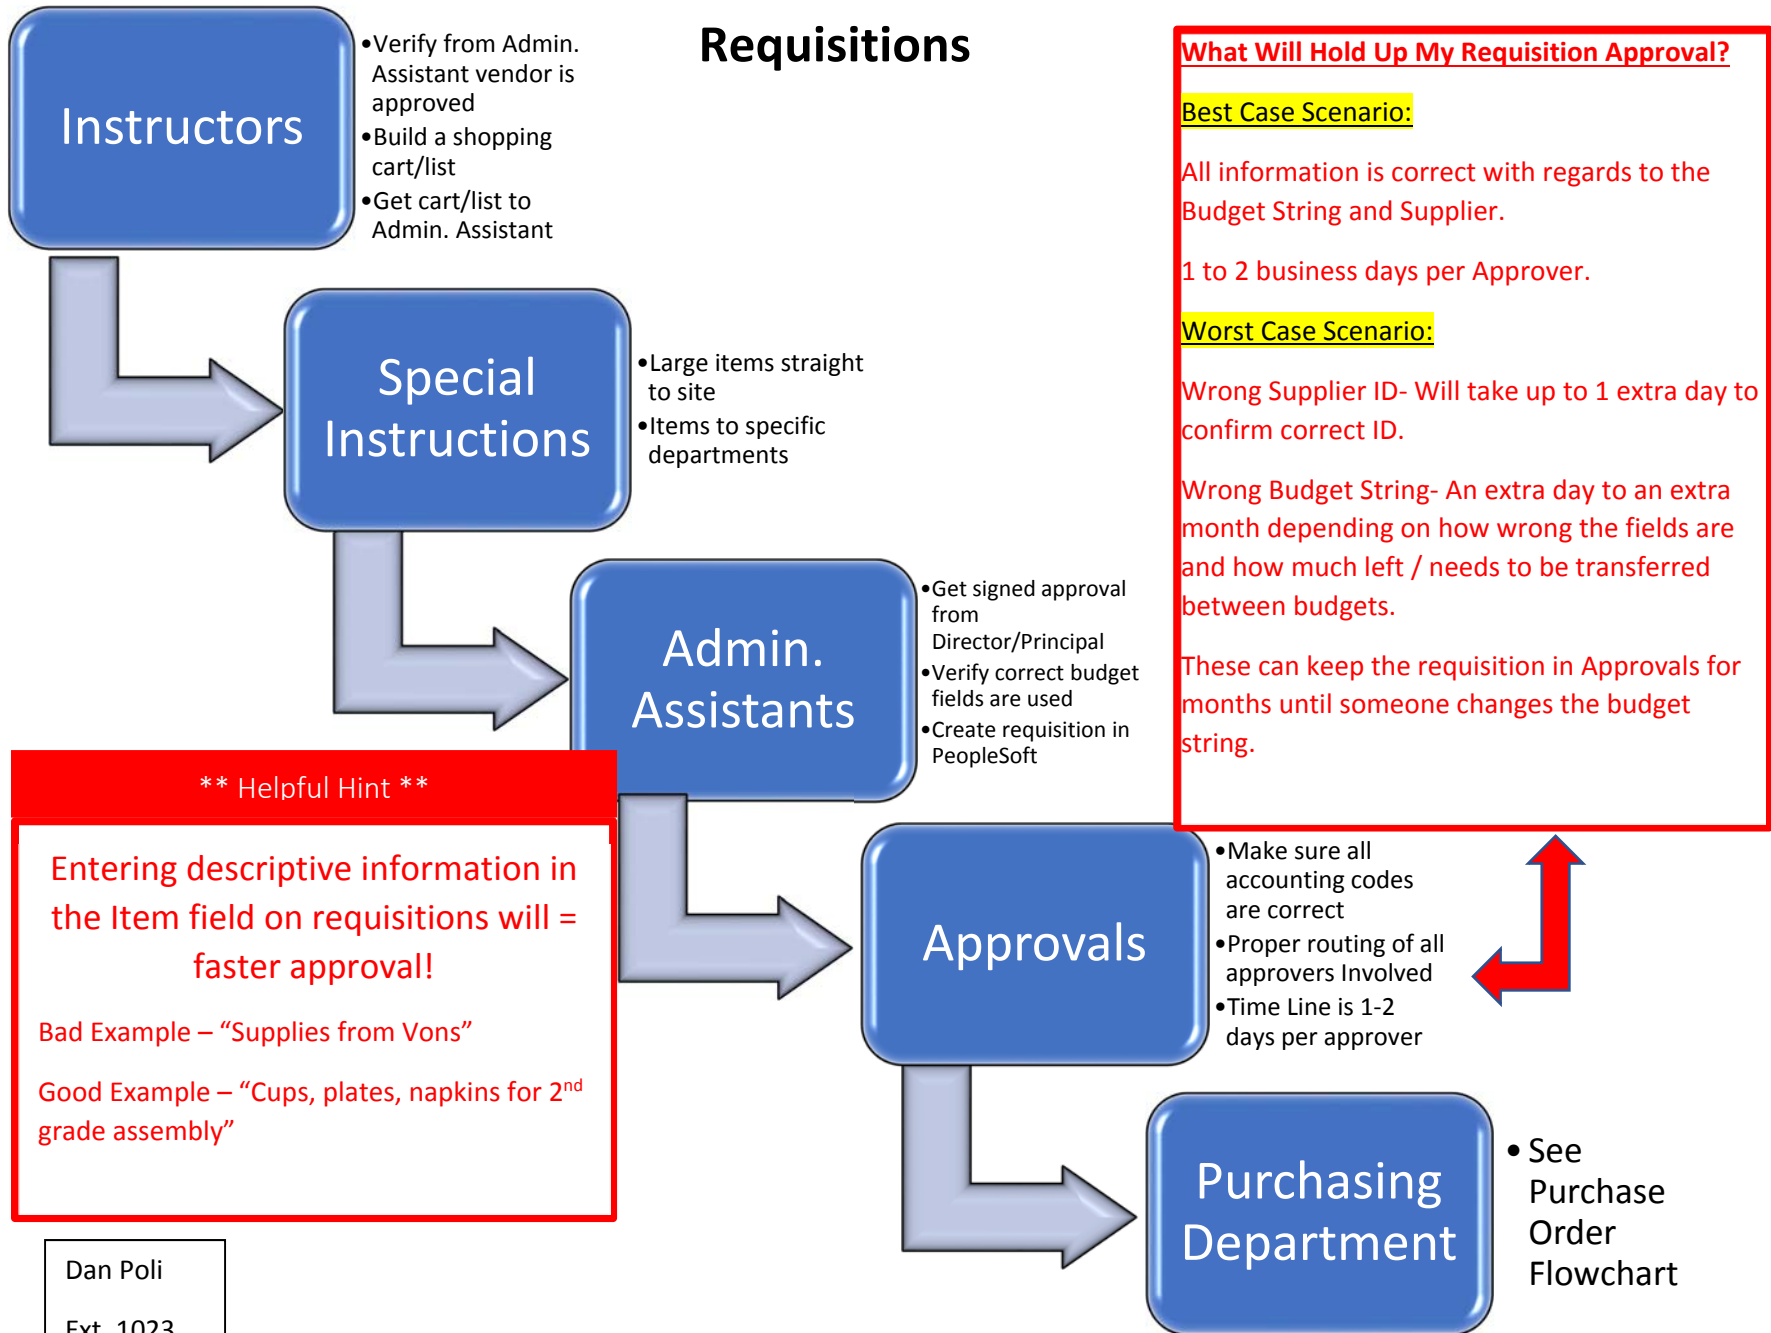 Requisitions
Instructors
•Verify from Admin.
Assistant vendor is
approved
•Build a shopping
cart/list
•Get cart/list to
Admin. Assistant
Special
Instructions
•Large items straight
to site
•Items to specific
departments
Admin.
Assistants
•Get signed approval
from
Director/Principal
•Verify correct budget
fields are used
•Create requisition in
PeopleSoft
Approvals
•Make sure all
accounting codes
are correct
•Proper routing of all
approvers Involved
•Time Line is 1-2
days per approver
Purchasing
Department
• See
Purchase
Order
Flowchart
What Will Hold Up My Requisition Approval?
Best Case Scenario:
All information is correct with regards to the
Budget String and Supplier.
1 to 2 business days per Approver.
Worst Case Scenario:
Wrong Supplier ID- Will take up to 1 extra day to
confirm correct ID.
Wrong Budget String- An extra day to an extra
month depending on how wrong the fields are
and how much left / needs to be transferred
between budgets.
These can keep the requisition in Approvals for
months until someone changes the budget
string.
** Helpful Hint **
Entering descriptive information in
the Item field on requisitions will =
faster approval!
Bad Example – “Supplies from Vons”
Good Example – “Cups, plates, napkins for 2nd
grade assembly”
Dan Poli
Ext. 1023